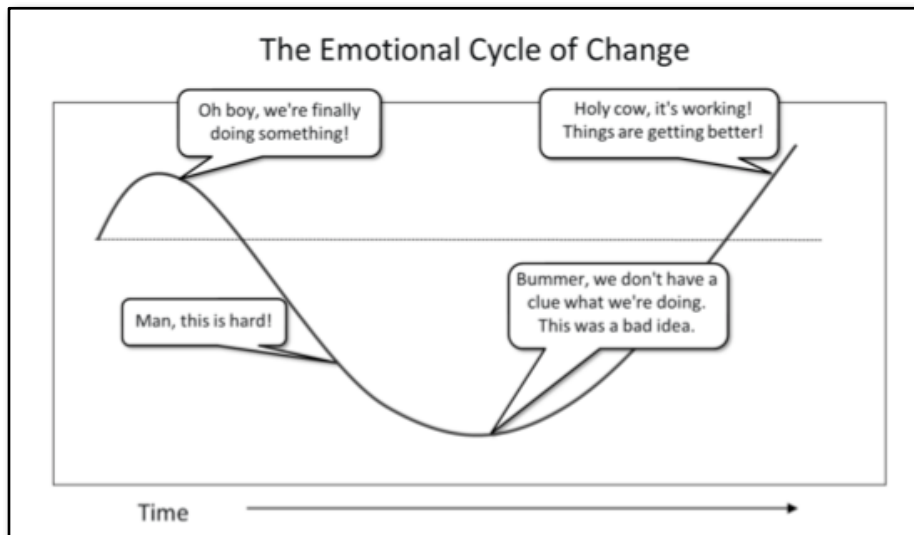 The Emotional Cycle of Change
Oh boy, we're finally
doing something!
Holy cow, it's working!
Things are getting better!
Man, this is hard!
Bummer, we don't have a
clue what we're doing.
This was a bad idea.
Time